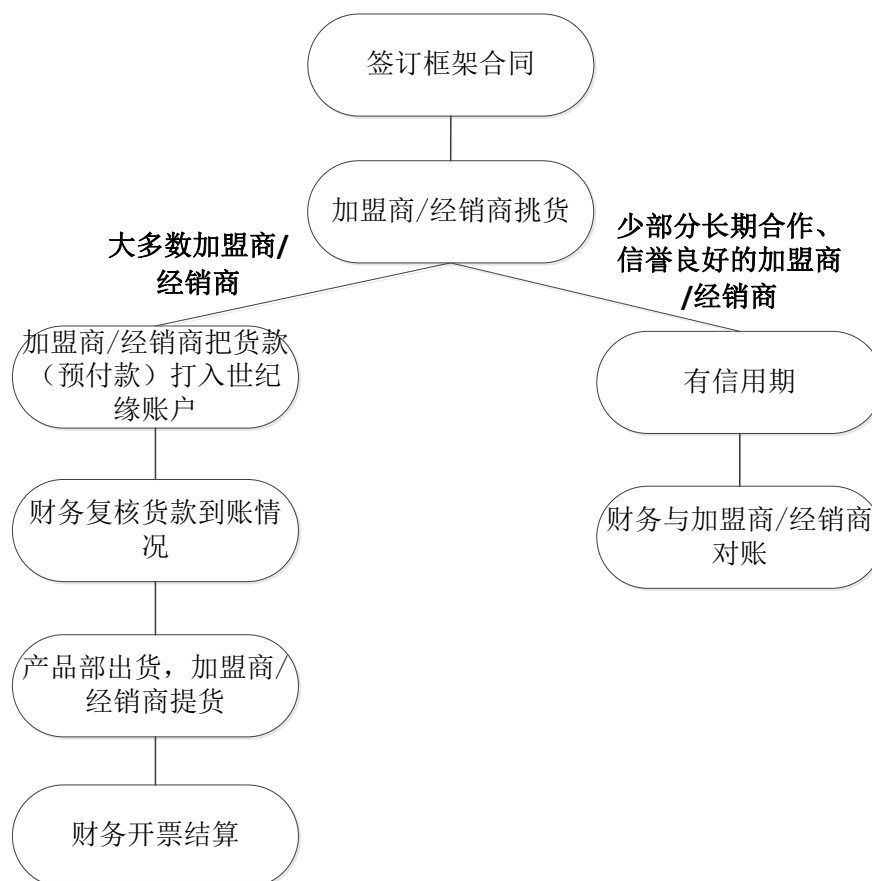 签订框架合同
加盟商/经销商挑货
大多数加盟商/
经销商
少部分长期合作、
信誉良好的加盟商
/经销商
加盟商/经销商把货款
（预付款）打入世纪
缘账户
有信用期
财务复核货款到账情
况
财务与加盟商/经销商
对账
产品部出货，加盟商/
经销商提货
财务开票结算